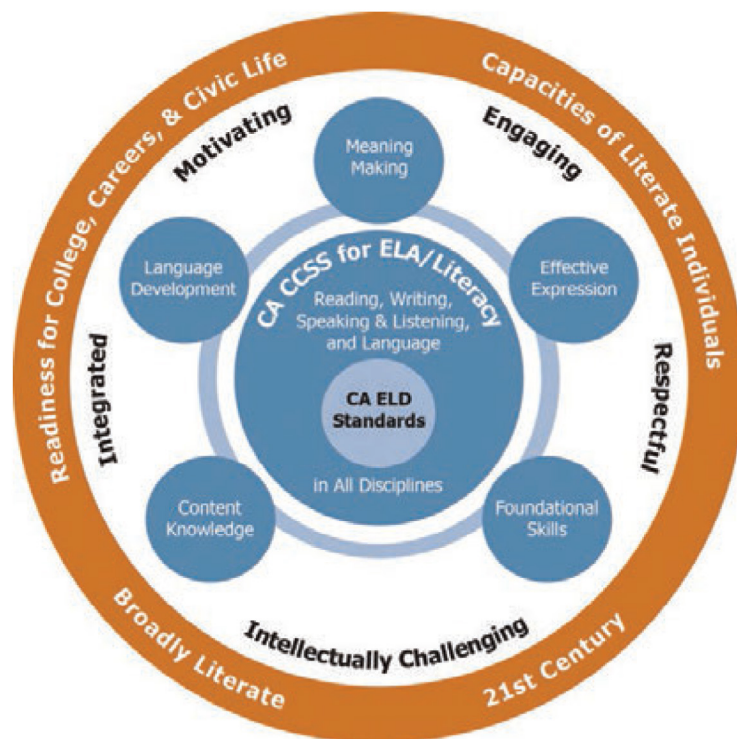 Readiness for College, Careers, & Civic Life
Capacities of Literate Individuals
Motivating
Engaging
Meaning
Making
Language
Development
Effective
Expression
CA CCSS for ELA/Literacy
Reading, Writing,
Speaking & Listening,
and Language
CA ELD
Standards
in All Disciplines
Integrated
Respectful
Content
Knowledge
Foundational
Skills
Intellectually Challenging
Broadly Literate
21st Century